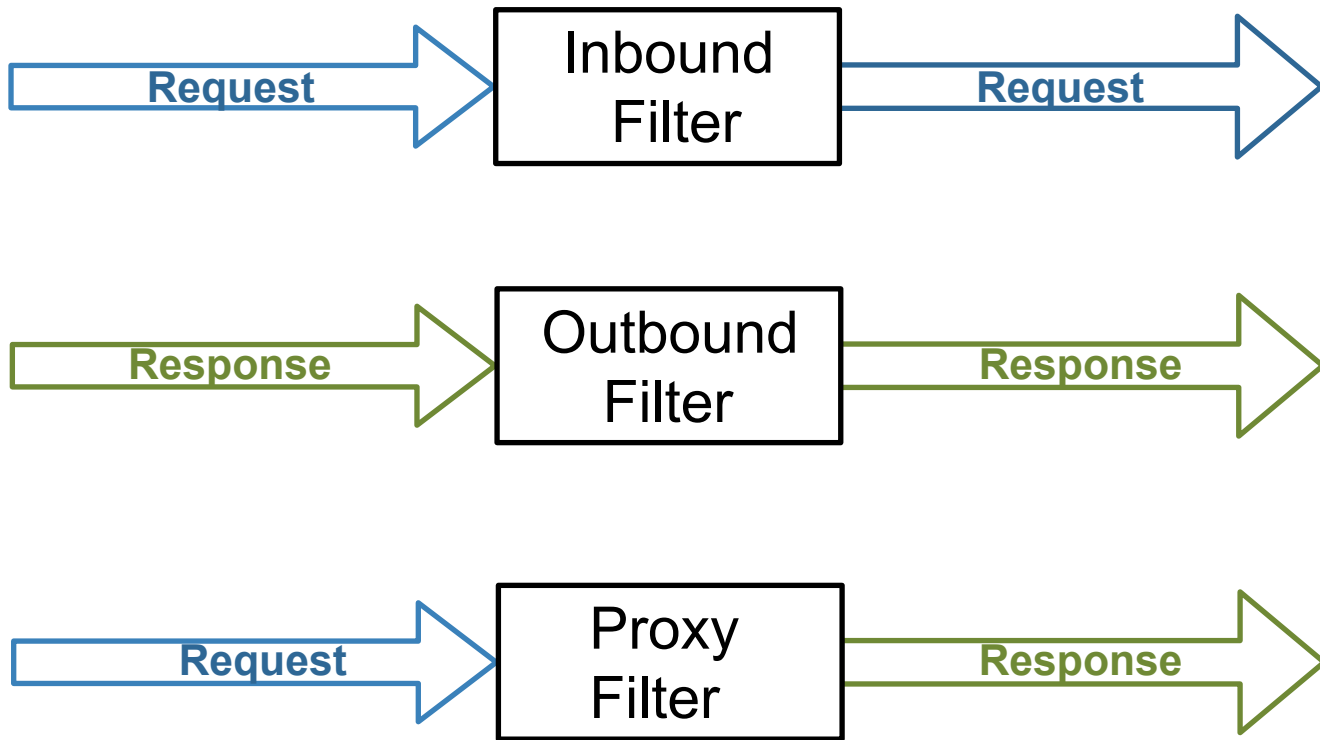 Request
Inbound
Filter
Request
Response
Outbound
Filter
Response
Request
Proxy
Filter
Response